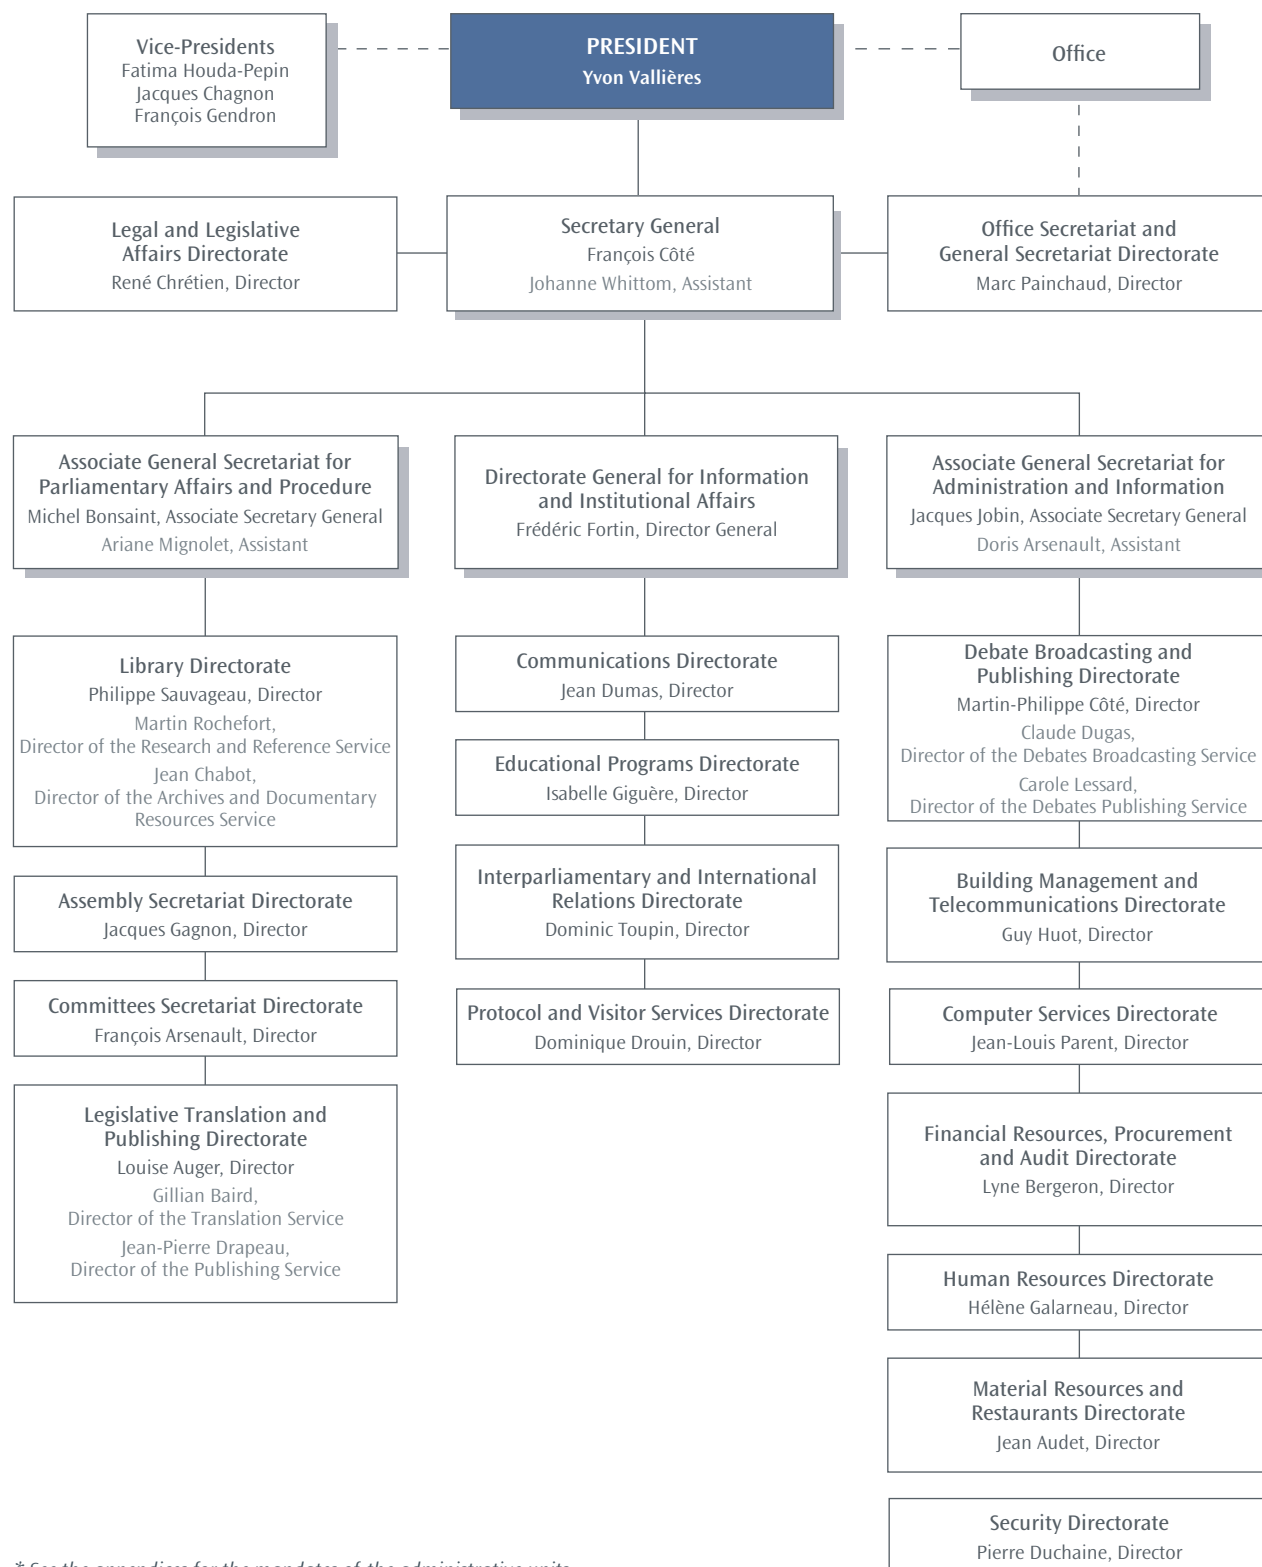 Vice-Presidents
Fatima Houda-Pepin
Jacques Chagnon
François Gendron
PRESIDENT
Yvon Vallières
Office
Legal and Legislative
Affairs Directorate
René Chrétien, Director
Secretary General
François Côté
Johanne Whittom, Assistant
Office Secretariat and
General Secretariat Directorate
Marc Painchaud, Director
Associate General Secretariat for
Parliamentary Affairs and Procedure
Michel Bonsaint, Associate Secretary General
Ariane Mignolet, Assistant
Directorate General for Information
and Institutional Affairs
Frédéric Fortin, Director General
Associate General Secretariat for
Administration and Information
Jacques Jobin, Associate Secretary General
Doris Arsenault, Assistant
Library Directorate
Philippe Sauvageau, Director
Martin Rochefort,
Director of the Research and Reference Service
Jean Chabot,
Director of the Archives and Documentary
Resources Service
Assembly Secretariat Directorate
Jacques Gagnon, Director
Committees Secretariat Directorate
François Arsenault, Director
Legislative Translation and
Publishing Directorate
Louise Auger, Director
Gillian Baird,
Director of the Translation Service
Jean-Pierre Drapeau,
Director of the Publishing Service
Communications Directorate
Jean Dumas, Director
Educational Programs Directorate
Isabelle Giguère, Director
Interparliamentary and International
Relations Directorate
Dominic Toupin, Director
Protocol and Visitor Services Directorate
Dominique Drouin, Director
Debate Broadcasting and
Publishing Directorate
Martin-Philippe Côté, Director
Claude Dugas,
Director of the Debates Broadcasting Service
Carole Lessard,
Director of the Debates Publishing Service
Building Management and
Telecommunications Directorate
Guy Huot, Director
Computer Services Directorate
Jean-Louis Parent, Director
Financial Resources, Procurement
and Audit Directorate
Lyne Bergeron, Director
Human Resources Directorate
Hélène Galarneau, Director
Material Resources and
Restaurants Directorate
Jean Audet, Director
Security Directorate
Pierre Duchaine, Director
* See the appendices for the mandates of the administrative units